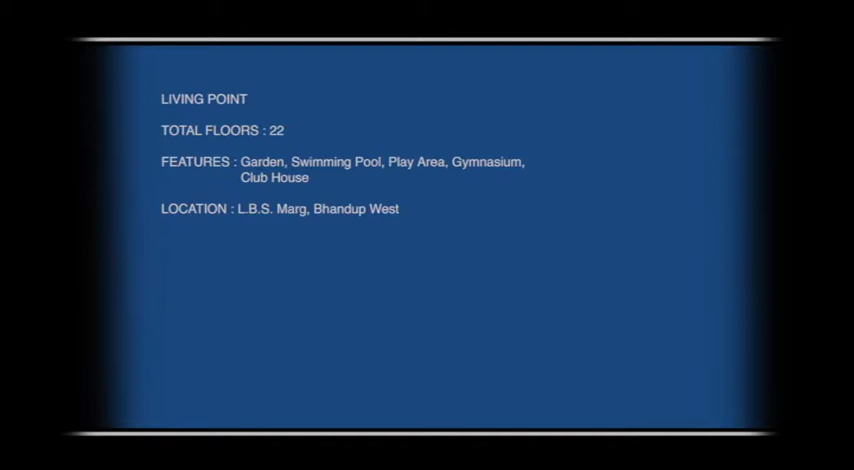 LIVING POINT
TOTAL FLOORS : 22
FEATURES : Garden, Swimming Pool, Play Area, Gymnasium,
Club House
LOCATION : L.B.S. Marg, Bhandup West